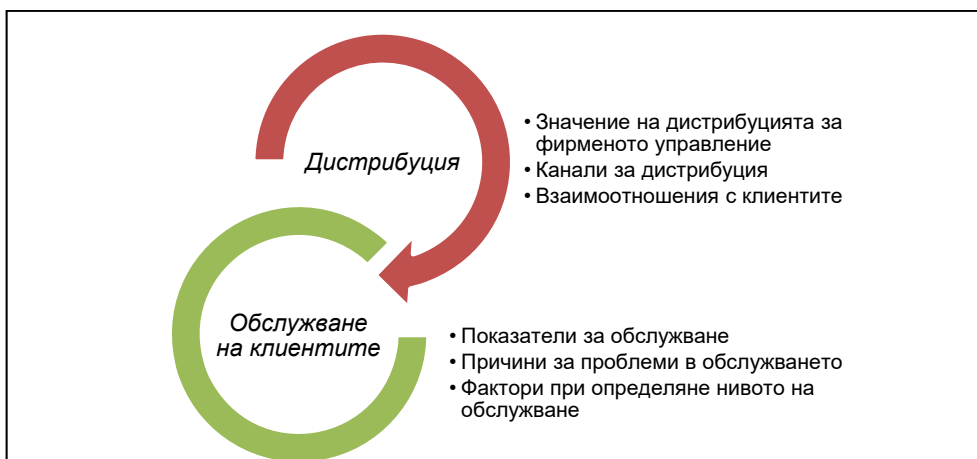 Дистрибуция
• Значение на дистрибуцията за
фирменото управление
• Канали за дистрибуция
• Взаимоотношения с клиентите
Обслужване
на клиентите
• Показатели за обслужване
• Причини за проблеми в обслужването
• Фактори при определяне нивото на
обслужване